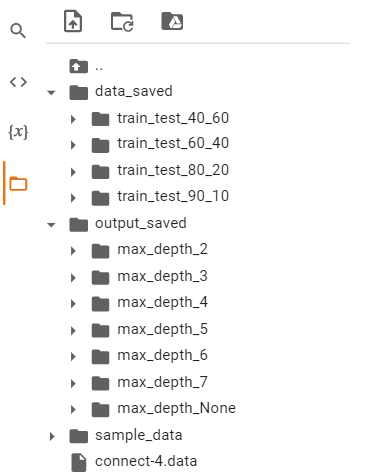 <>
{x}
..
data_saved
train_test_40_60
train_test_60_40
train_test_80_20
train_test_90_10
output_saved
max_depth_2
max_depth_3
max_depth_4
max_depth_5
max_depth_6
max_depth_7
max_depth_None
sample_data
connect-4.data